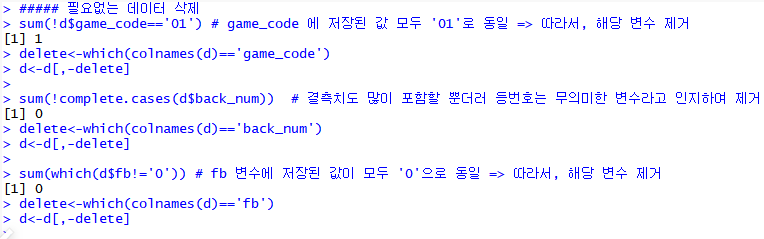 > ##### 필요없는 데이터 삭제
> sum(!d$game_code=='01') # game_code 에 저장된 값 모두 '01'로 동일 => 따라서, 해당 변수 제거
[1] 1
> delete<-which(colnames(d)=='game_code')
> d<-d[,-delete]
>
> sum(!complete.cases(d$back_num))  # 결측치도 많이 포함할 뿐더러 등번호는 무의미한 변수라고 인지하여 제거
[1] 0
> delete<-which(colnames(d)=='back_num')
> d<-d[,-delete]
>
> sum(which(d$fb!='0')) # fb 변수에 저장된 값이 모두 '0'으로 동일 => 따라서, 해당 변수 제거
[1] 0
> delete<-which(colnames(d)=='fb')
> d<-d[,-delete]
>